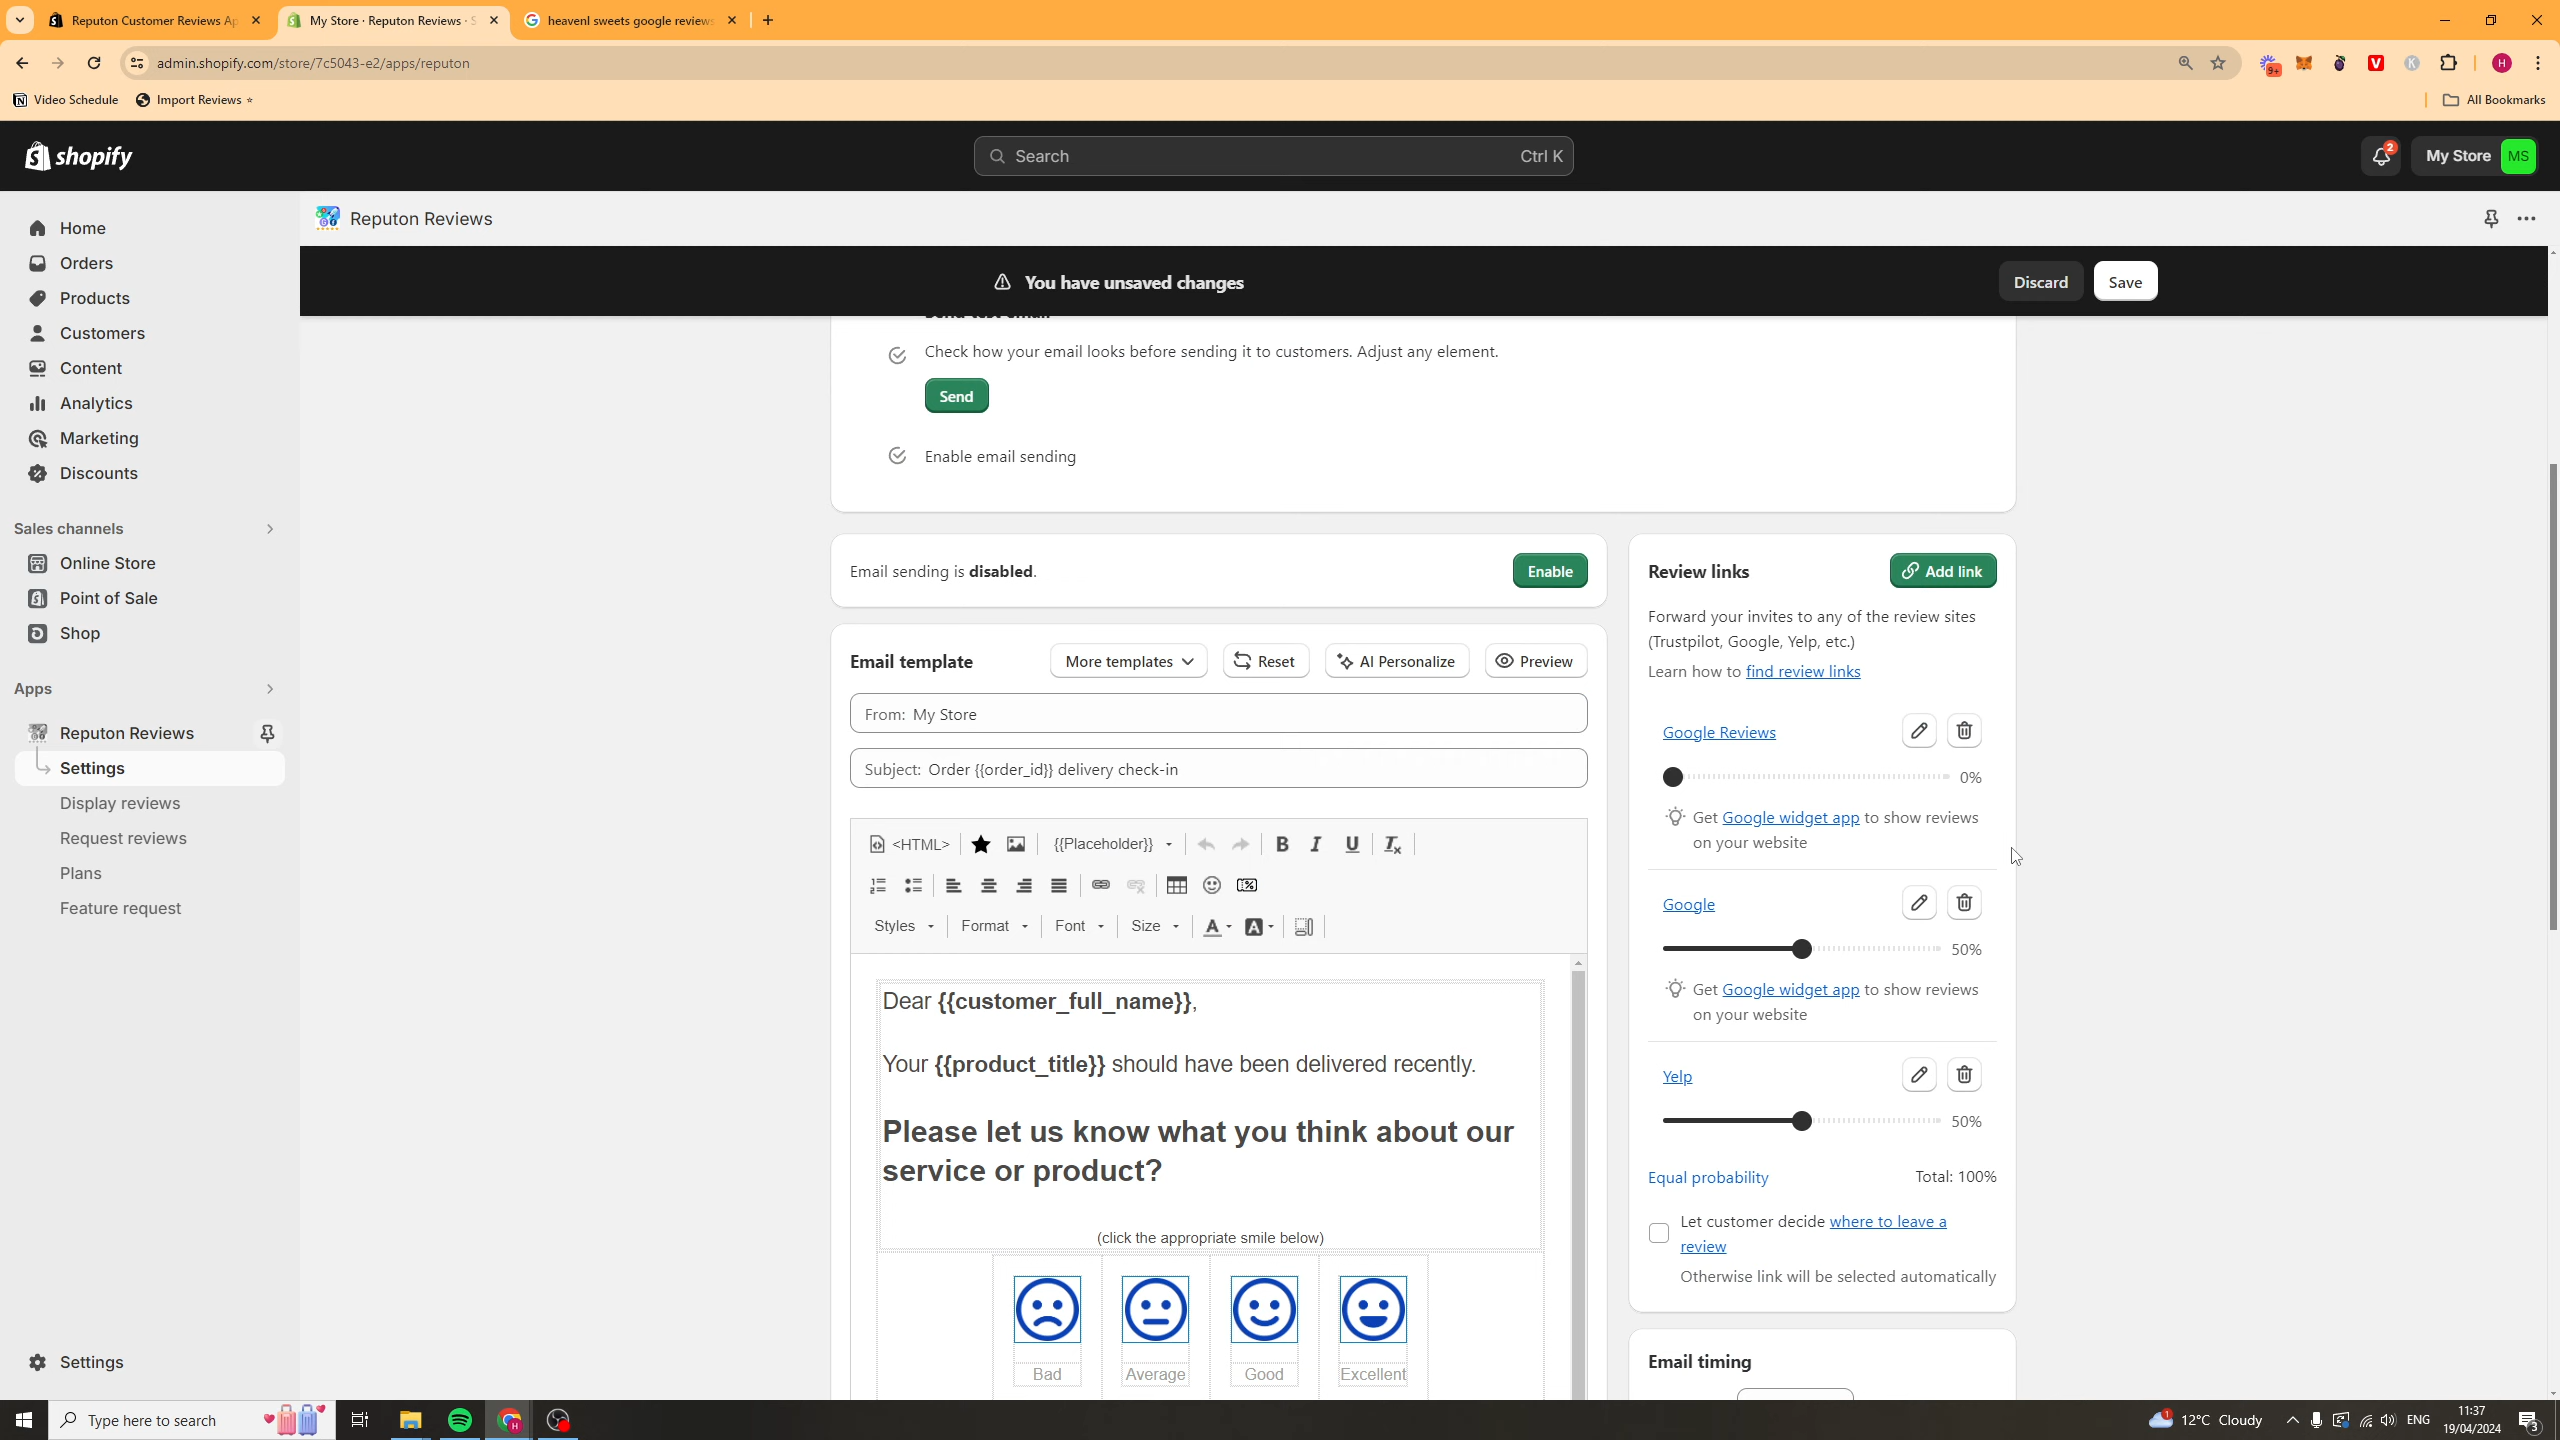 Reputon Customer Reviews Ap
My Store · Reputon Reviews · S
heavenl sweets google reviews
admin.shopify.com/store/7c5043-e2/apps/reputon
9+
V
K
H
Video Schedule
Import Reviews ⭐
All Bookmarks
shopify
Search
Ctrl K
2
My Store
MS
Home
Orders
Products
Customers
Content
Analytics
Marketing
Discounts
Sales channels
Online Store
Point of Sale
Shop
Apps
Reputon Reviews
Settings
Display reviews
Request reviews
Plans
Feature request
Settings
Reputon Reviews
You have unsaved changes
Discard
Save
Send test email
Check how your email looks before sending it to customers. Adjust any element.
Send
Enable email sending
Email sending is disabled.
Enable
Email template
More templates
Reset
AI Personalize
Preview
From: My Store
Subject: Order {{order_id}} delivery check-in
<HTML>
{{Placeholder}}
B
I
U
Tx
Styles
Format
Font
Size
A
A
Dear {{customer_full_name}},
Your {{product_title}} should have been delivered recently.
Please let us know what you think about our
service or product?
(click the appropriate smile below)
Bad
Average
Good
Excellent
Review links
Add link
Forward your invites to any of the review sites
(Trustpilot, Google, Yelp, etc.)
Learn how to find review links
Google Reviews
0%
Get Google widget app to show reviews
on your website
Google
50%
Get Google widget app to show reviews
on your website
Yelp
50%
Equal probability
Total: 100%
Let customer decide where to leave a
review
Otherwise link will be selected automatically
Email timing
Type here to search
1
12°C Cloudy
ENG
11:37
19/04/2024
3